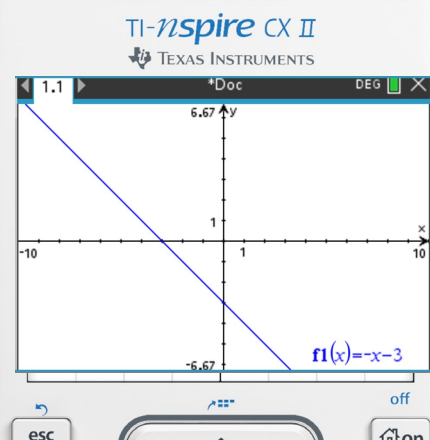 TI-nspire CX II
TEXAS INSTRUMENTS
1.1
*Doc
DEG
6.67
y
1
x
-10
1
10
f1(x)=-x-3
-6.67
off
esc
on